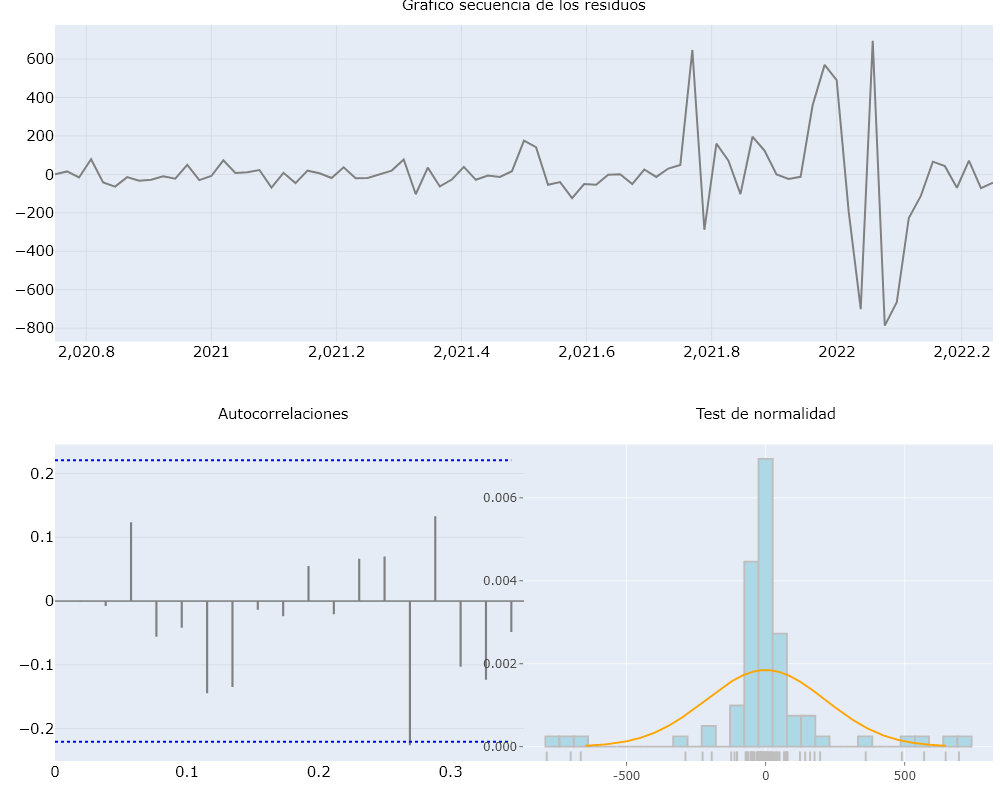 Gráfico secuencia de los residuos
600
400
200
0
−200
−400
−600
−800
2,020.8 2021 2,021.2 2,021.4 2,021.6 2,021.8 2022 2,022.2
Autocorrelaciones
0.2
0.1
0
−0.1
−0.2
0 0.1 0.2 0.3
Test de normalidad
0.006
0.004
0.002
0.000
-500 0 500